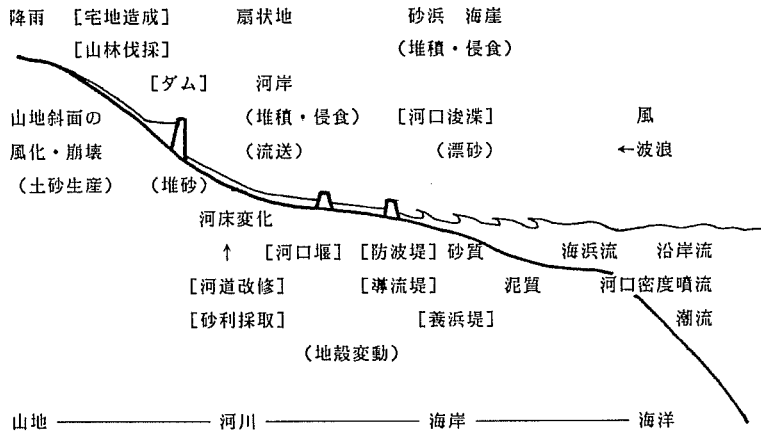 降雨 [宅地造成] 扇状地 砂浜 海崖
[山林伐採] (堆積・侵食)
[ダム] 河岸
山地斜面の (堆積・侵食) [河口浚渫] 風
風化・崩壊 (流送) (漂砂) ←波浪
(土砂生産) (堆砂)
河床変化
↑ [河口堰] [防波堤] 砂質 海浜流 沿岸流
[河道改修] [導流堤] 泥質 河口密度噴流
[砂利採取] [養浜堤] 潮流
(地殻変動)
山地 河川 海岸 海洋